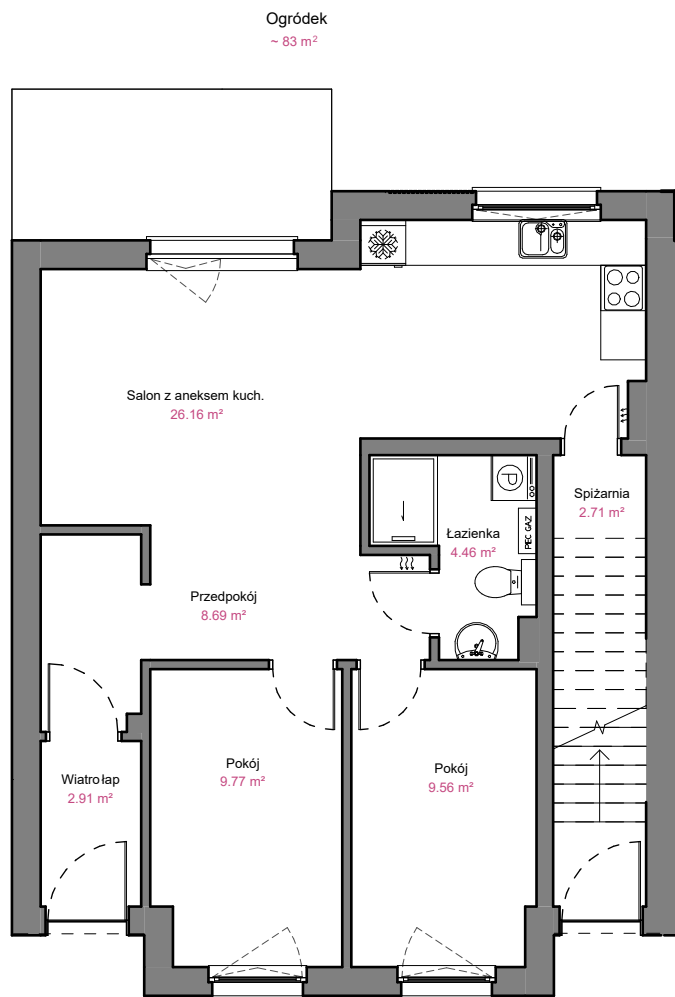 Ogródek
~ 83 m²
Salon z aneksem kuch.
26.16 m²
Spiżarnia
2.71 m²
P
PIEC GAZ
Łazienka
4.46 m²
Przedpokój
8.69 m²
Pokój
9.77 m²
Pokój
9.56 m²
Wiatrołap
2.91 m²